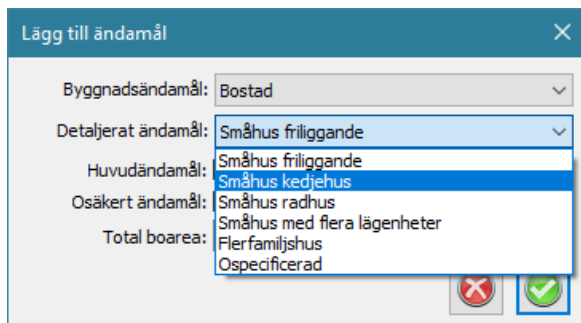 Lägg till ändamål
Byggnadsändamål: Bostad
Detaljerat ändamål: Småhus friliggande
Huvudändamål: Småhus friliggande
Småhus kedjehus
Osäkert ändamål: Småhus radhus
Småhus med flera lägenheter
Total boarea: Flerfamiljshus
Ospecificerad